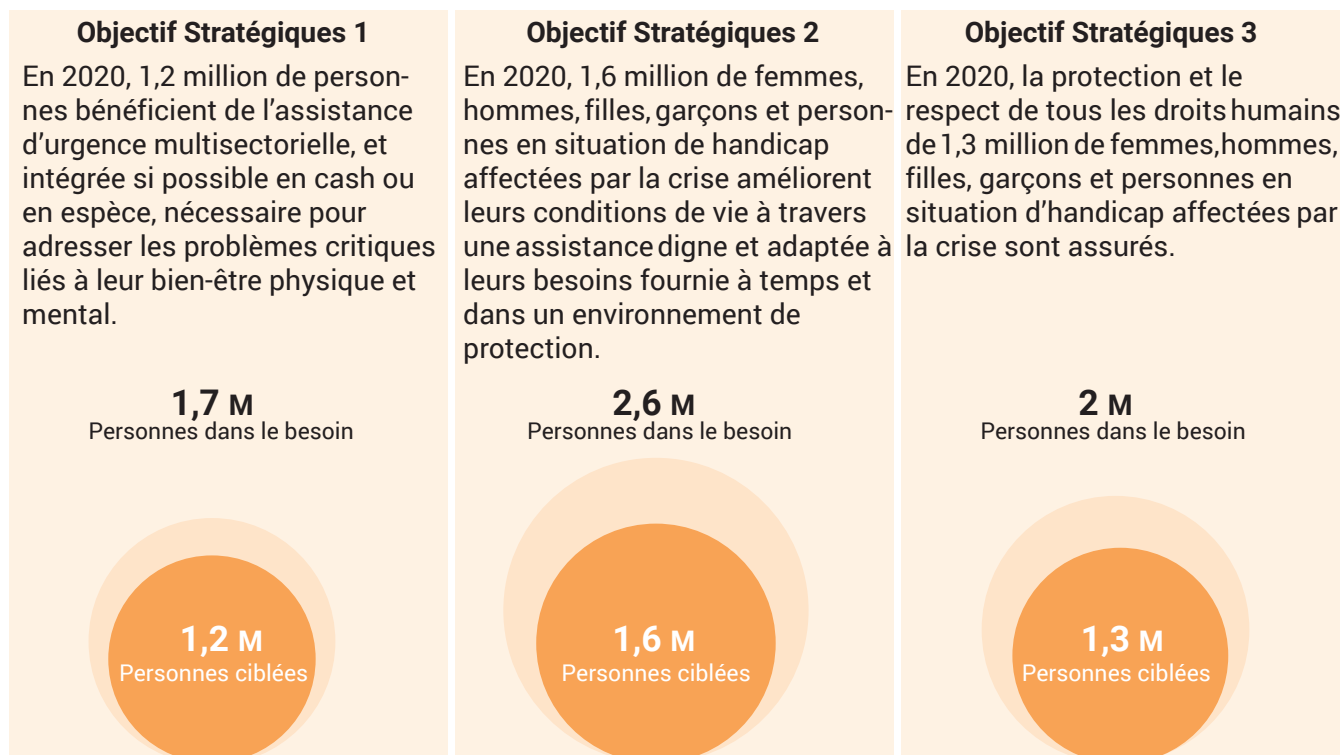 Objectif Stratégiques 1
En 2020, 1,2 million de person-
nes bénéficient de l’assistance
d’urgence multisectorielle, et
intégrée si possible en cash ou
en espèce, nécessaire pour
adresser les problèmes critiques
liés à leur bien-être physique et
mental.
1,7 M
Personnes dans le besoin
1,2 M
Personnes ciblées
Objectif Stratégiques 2
En 2020, 1,6 million de femmes,
hommes, filles, garçons et person-
nes en situation de handicap
affectées par la crise améliorent
leurs conditions de vie à travers
une assistance digne et adaptée à
leurs besoins fournie à temps et
dans un environnement de
protection.
2,6 M
Personnes dans le besoin
1,6 M
Personnes ciblées
Objectif Stratégiques 3
En 2020, la protection et le
respect de tous les droits humains
de 1,3 million de femmes,hommes,
filles, garçons et personnes en
situation d’handicap affectées par
la crise sont assurés.
2 M
Personnes dans le besoin
1,3 M
Personnes ciblées